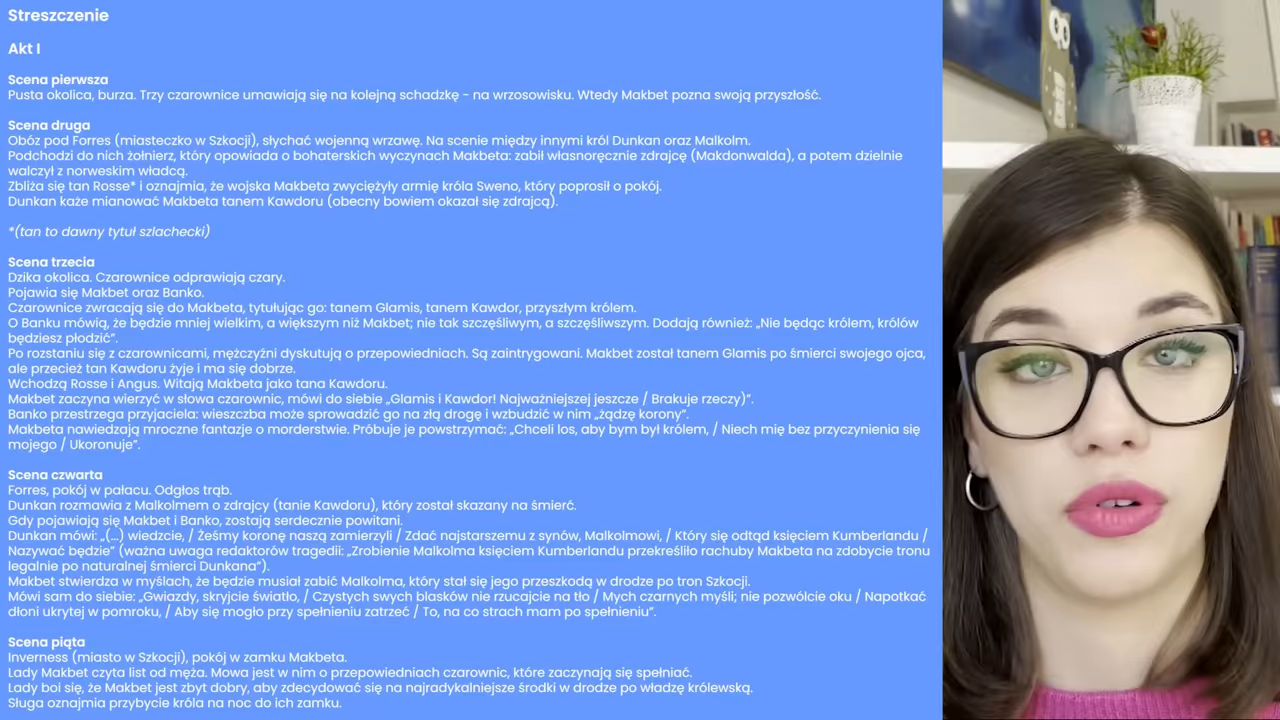 Streszczenie
Akt I
Scena pierwsza
Pusta okolica, burza. Trzy czarownice umawiają się na kolejną schadzkę - na wrzosowisku. Wtedy Makbet pozna swoją przyszłość.
Scena druga
Obóz pod Forres (miasteczko w Szkocji), słychać wojenną wrzawę. Na scenie między innymi król Dunkan oraz Malkolm.
Podchodzi do nich żołnierz, który opowiada o bohaterskich wyczynach Makbeta: zabił własnoręcznie zdrajcę (Makdonwalda), a potem dzielnie
walczył z norweskim władcą.
Zbliża się tan Rosse* i oznajmia, że wojska Makbeta zwyciężyły armię króla Sweno, który poprosił o pokój.
Dunkan każe mianować Makbeta tanem Kawdoru (obecny bowiem okazał się zdrajcą).
*(tan to dawny tytuł szlachecki)
Scena trzecia
Dzika okolica. Czarownice odprawiają czary.
Pojawia się Makbet oraz Banko.
Czarownice zwracają się do Makbeta, tytułując go: tanem Glamis, tanem Kawdor, przyszłym królem.
O Banku mówią, że będzie mniej wielkim, a większym niż Makbet; nie tak szczęśliwym, a szczęśliwszym. Dodają również: „Nie będąc królem, królów
będziesz płodzić”.
Po rozstaniu się z czarownicami, mężczyźni dyskutują o przepowiedniach. Są zaintrygowani. Makbet został tanem Glamis po śmierci swojego ojca,
ale przecież tan Kawdoru żyje i ma się dobrze.
Wchodzą Rosse i Angus. Witają Makbeta jako tana Kawdoru.
Makbet zaczyna wierzyć w słowa czarownic, mówi do siebie „Glamis i Kawdor! Najważniejszej jeszcze / Brakuje rzeczy)”.
Banko przestrzega przyjaciela: wieszczba może sprowadzić go na złą drogę i wzbudzić w nim „żądzę korony”.
Makbeta nawiedzają mroczne fantazje o morderstwie. Próbuje je powstrzymać: „Chceli los, aby bym był królem, / Niech mię bez przyczynienia się
mojego / Ukoronuje”.
Scena czwarta
Forres, pokój w pałacu. Odgłos trąb.
Dunkan rozmawia z Malkolmem o zdrajcy (tanie Kawdoru), który został skazany na śmierć.
Gdy pojawiają się Makbet i Banko, zostają serdecznie powitani.
Dunkan mówi: „(…) wiedzcie, / Żeśmy koronę naszą zamierzyli / Zdać najstarszemu z synów, Malkolmowi, / Który się odtąd księciem Kumberlandu /
Nazywać będzie” (ważna uwaga redaktorów tragedii: „Zrobienie Malkolma księciem Kumberlandu przekreśliło rachuby Makbeta na zdobycie tronu
legalnie po naturalnej śmierci Dunkana”).
Makbet stwierdza w myślach, że będzie musiał zabić Malkolma, który stał się jego przeszkodą w drodze po tron Szkocji.
Mówi sam do siebie: „Gwiazdy, skryjcie światło, / Czystych swych blasków nie rzucajcie na tło / Mych czarnych myśli; nie pozwólcie oku / Napotkać
dłoni ukrytej w pomroku, / Aby się mogło przy spełnieniu zatrzeć / To, na co strach mam po spełnieniu”.
Scena piąta
Inverness (miasto w Szkocji), pokój w zamku Makbeta.
Lady Makbet czyta list od męża. Mowa jest w nim o przepowiedniach czarownic, które zaczynają się spełniać.
Lady boi się, że Makbet jest zbyt dobry, aby zdecydować się na najradykalniejsze środki w drodze po władzę królewską.
Sługa oznajmia przybycie króla na noc do ich zamku.